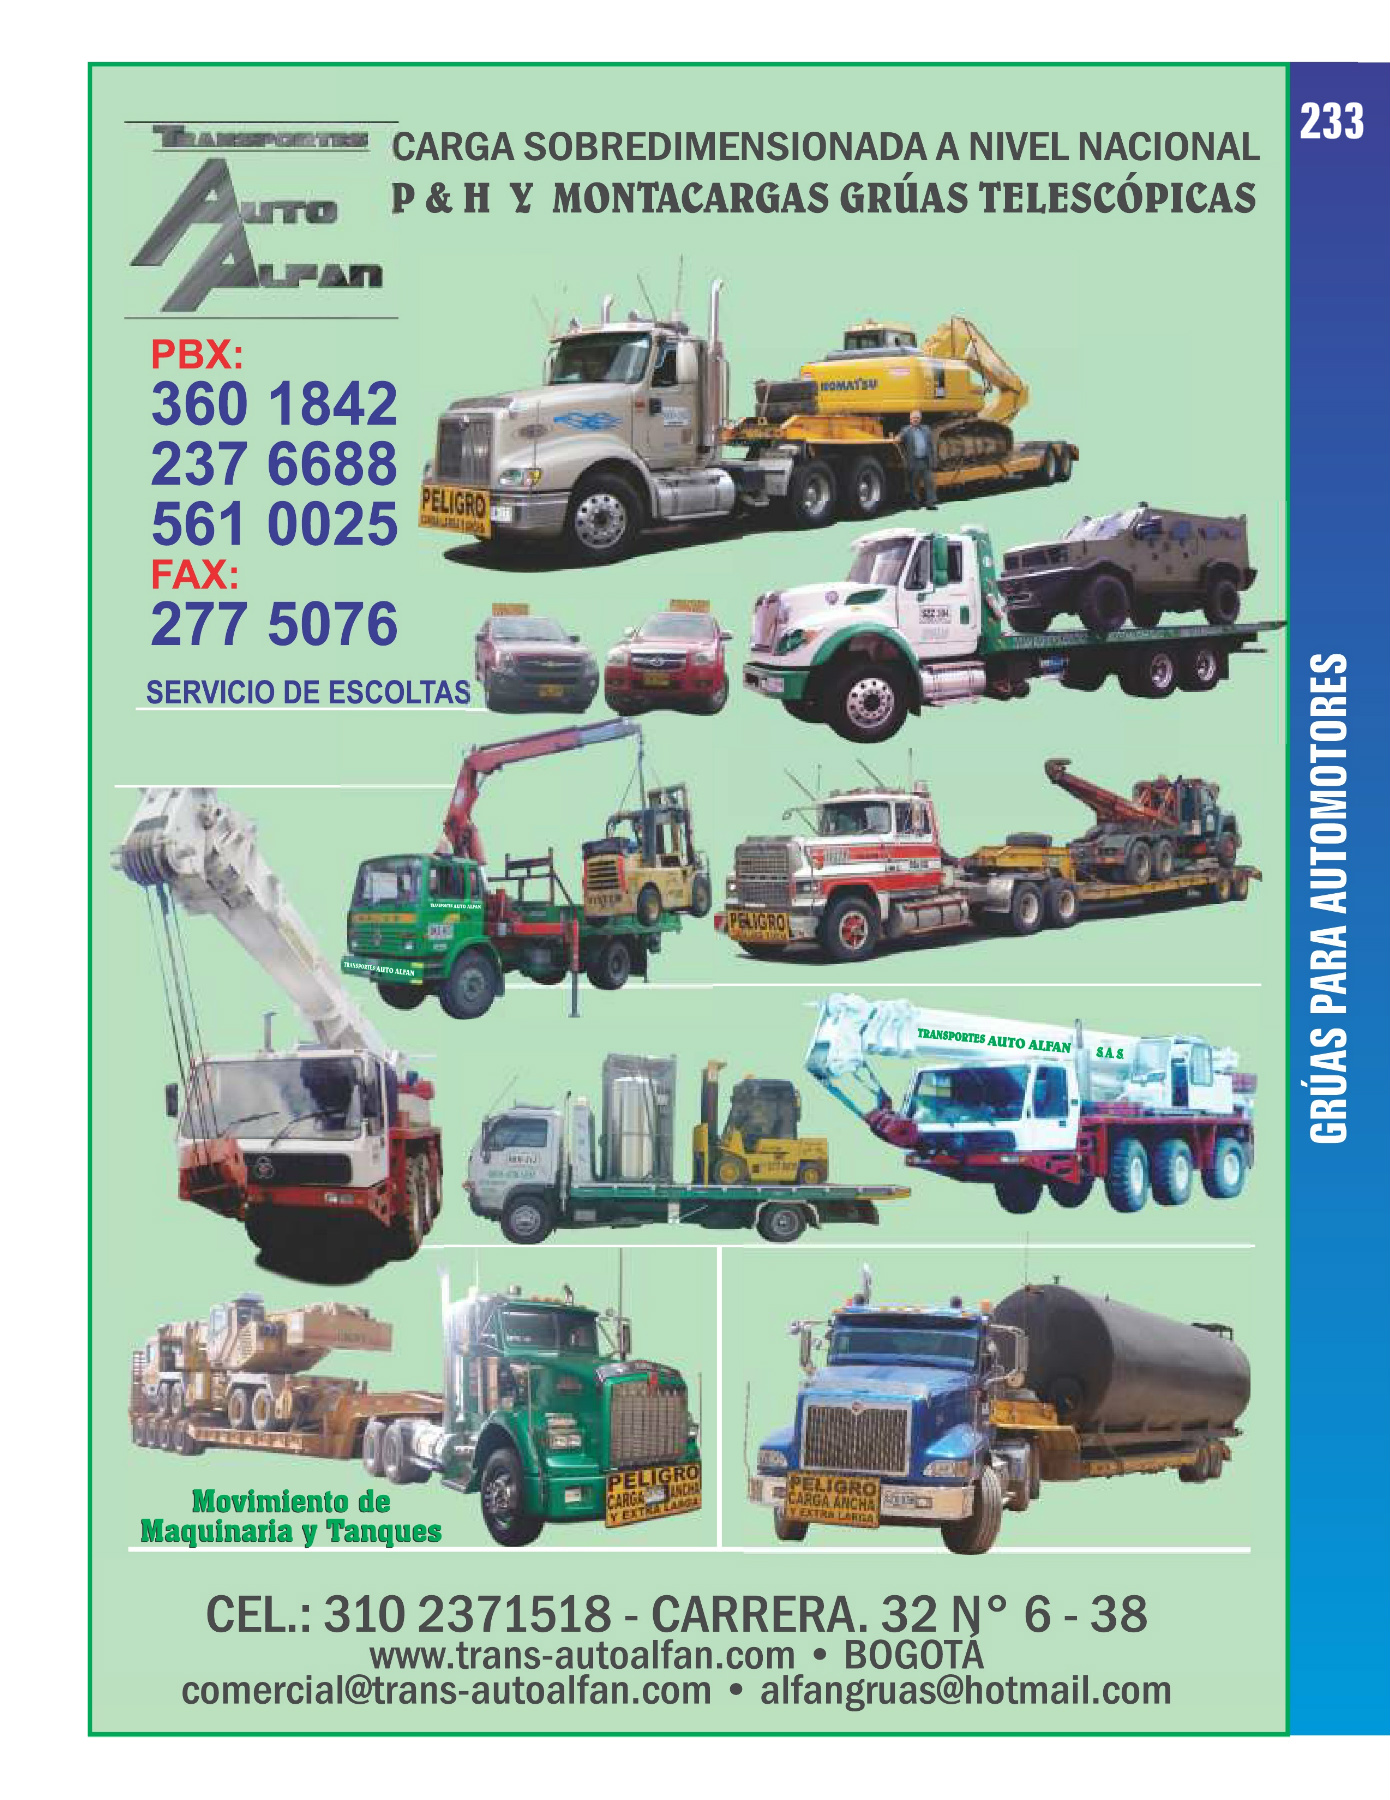 233
TRANSPORTES
AUTO
ALFAN
CARGA SOBREDIMENSIONADA A NIVEL NACIONAL
P & H Y MONTACARGAS GRÚAS TELESCÓPICAS
PBX:
360 1842
237 6688
561 0025
FAX:
277 5076
SERVICIO DE ESCOLTAS
KOMATSU
PELIGRO
GRÚAS PARA AUTOMOTORES
TRANSPORTES AUTO ALFAN
TRANSPORTES AUTO ALFAN
PELIGRO
TRANSPORTES AUTO ALFAN S.A.S.
PELIGRO
CARGA ANCHA
Y EXTRA LARGA
PELIGRO
CARGA ANCHA
Y EXTRA LARGA
Movimiento de
Maquinaria y Tanques
CEL.: 310 2371518 - CARRERA. 32 N° 6 - 38
www.trans-autoalfan.com • BOGOTÁ
comercial@trans-autoalfan.com • alfangruas@hotmail.com